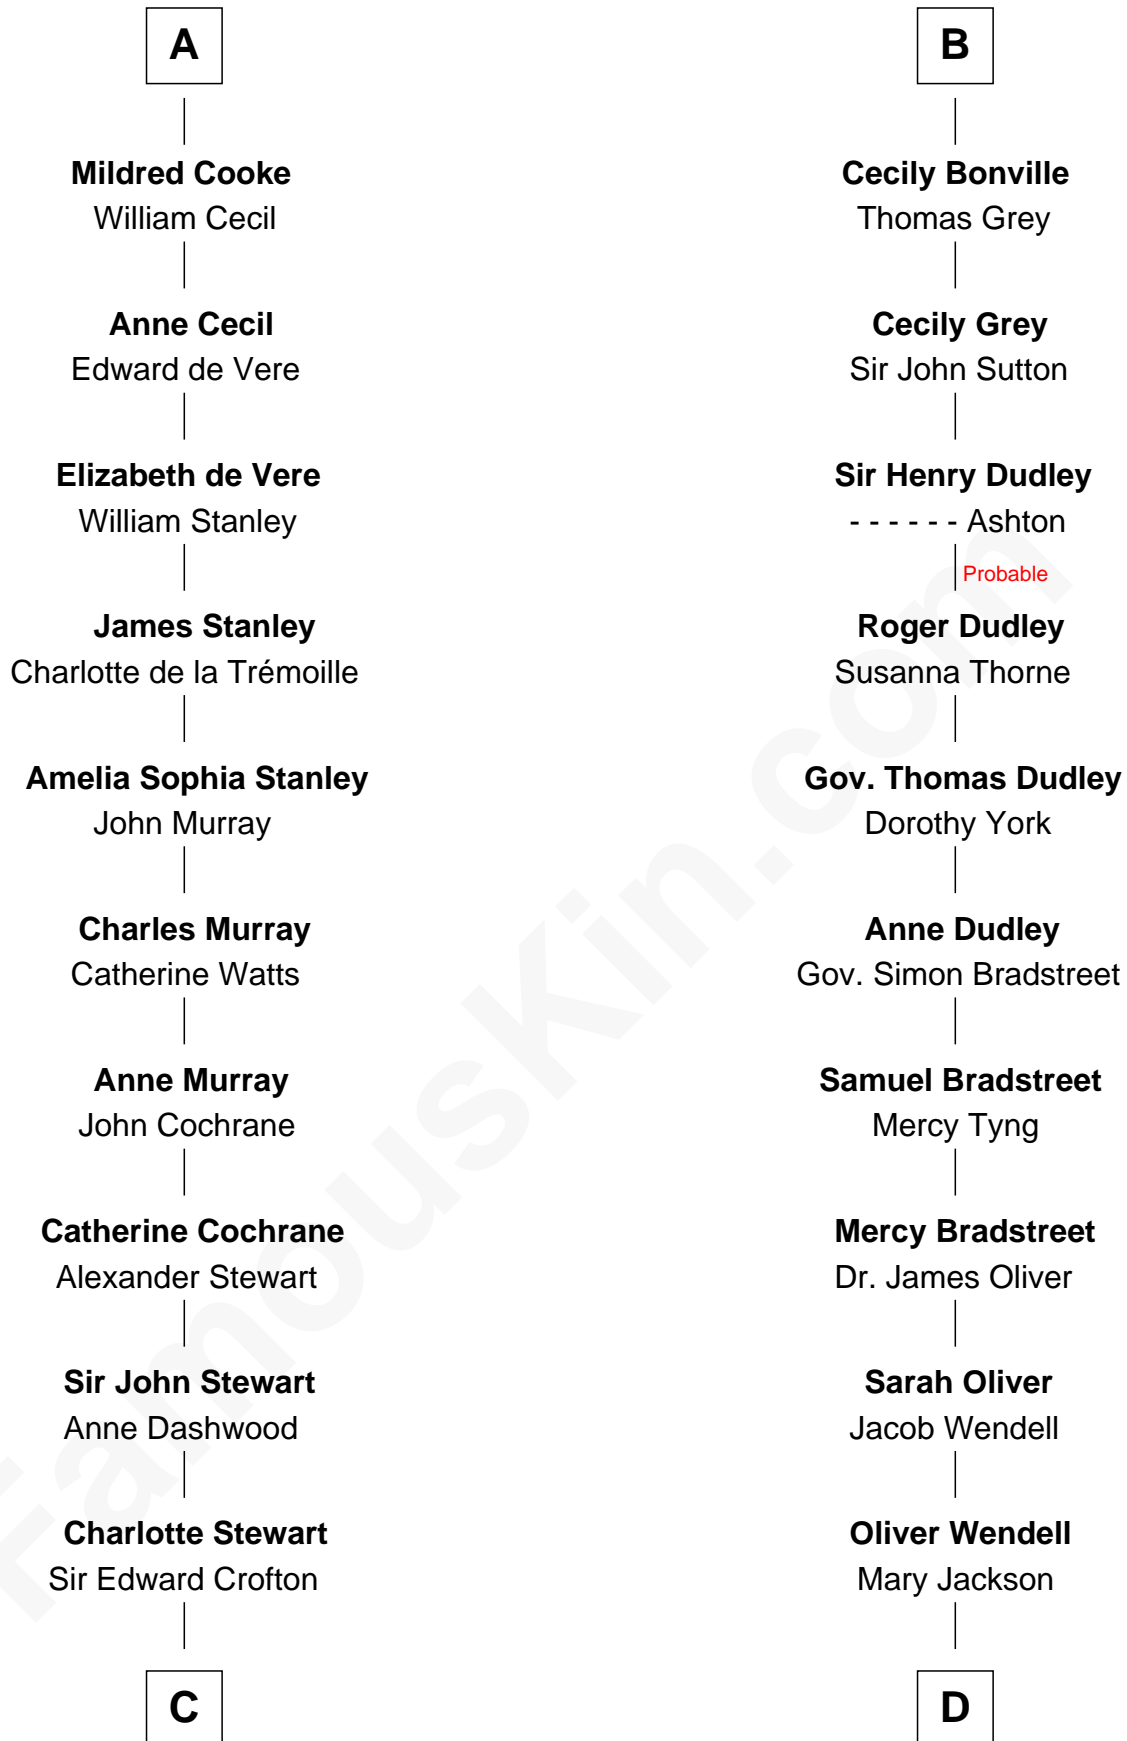 A
Mildred Cooke
William Cecil
Anne Cecil
Edward de Vere
Elizabeth de Vere
William Stanley
James Stanley
Charlotte de la Trémoille
Amelia Sophia Stanley
John Murray
Charles Murray
Catherine Watts
Anne Murray
John Cochrane
Catherine Cochrane
Alexander Stewart
Sir John Stewart
Anne Dashwood
Charlotte Stewart
Sir Edward Crofton
C
B
Cecily Bonville
Thomas Grey
Cecily Grey
Sir John Sutton
Sir Henry Dudley
- - - - - - Ashton
Probable
Roger Dudley
Susanna Thorne
Gov. Thomas Dudley
Dorothy York
Anne Dudley
Gov. Simon Bradstreet
Samuel Bradstreet
Mercy Tyng
Mercy Bradstreet
Dr. James Oliver
Sarah Oliver
Jacob Wendell
Oliver Wendell
Mary Jackson
D
FamousKin.com